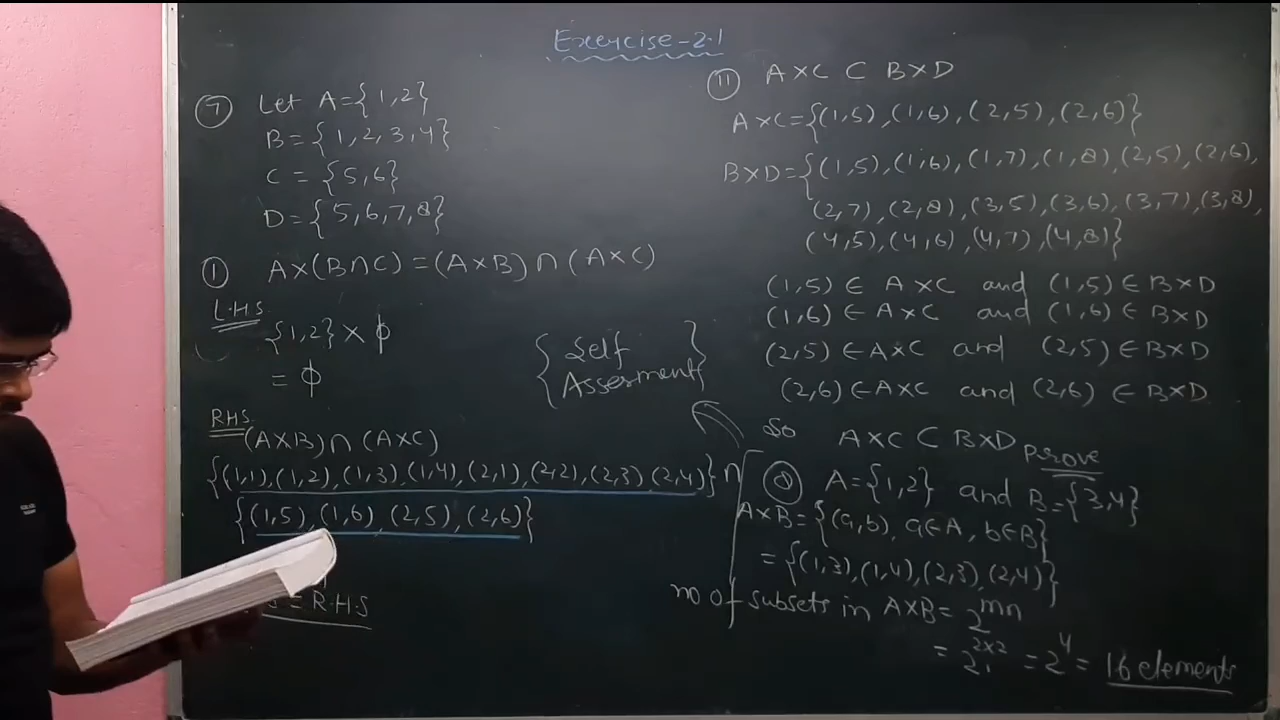 Excercise-2.1
7 Let A={1,2}
B={1,2,3,4}
C={5,6}
D={5,6,7,8}
1 A×(B∩C)=(A×B)∩(A×C)
L.H.S
{1,2}×ϕ
=ϕ
{Self
Assesment}
R.H.S.
(A×B)∩(A×C)
{(1,1),(1,2),(1,3),(1,4),(2,1),(2,2),(2,3)(2,4)}∩
{(1,5),(1,6),(2,5),(2,6)}
=R.H.S
11 A×C⊂B×D
A×C={(1,5),(1,6),(2,5),(2,6)}
B×D={(1,5),(1,6),(1,7),(1,8),(2,5),(2,6),
(2,7),(2,8),(3,5),(3,6),(3,7),(3,8),
(4,5),(4,6),(4,7),(4,8)}
(1,5)∈A×C and (1,5)∈B×D
(1,6)∈A×C and (1,6)∈B×D
(2,5)∈A×C and (2,5)∈B×D
(2,6)∈A×C and (2,6)∈B×D
So A×C⊂B×D prove
8 A={1,2} and B={3,4}
A×B={(a,b), a∈A, b∈B}
={(1,3),(1,4),(2,3),(2,4)}
no of subsets in A×B=2^mn
=2^2×2=2^4=16 elements